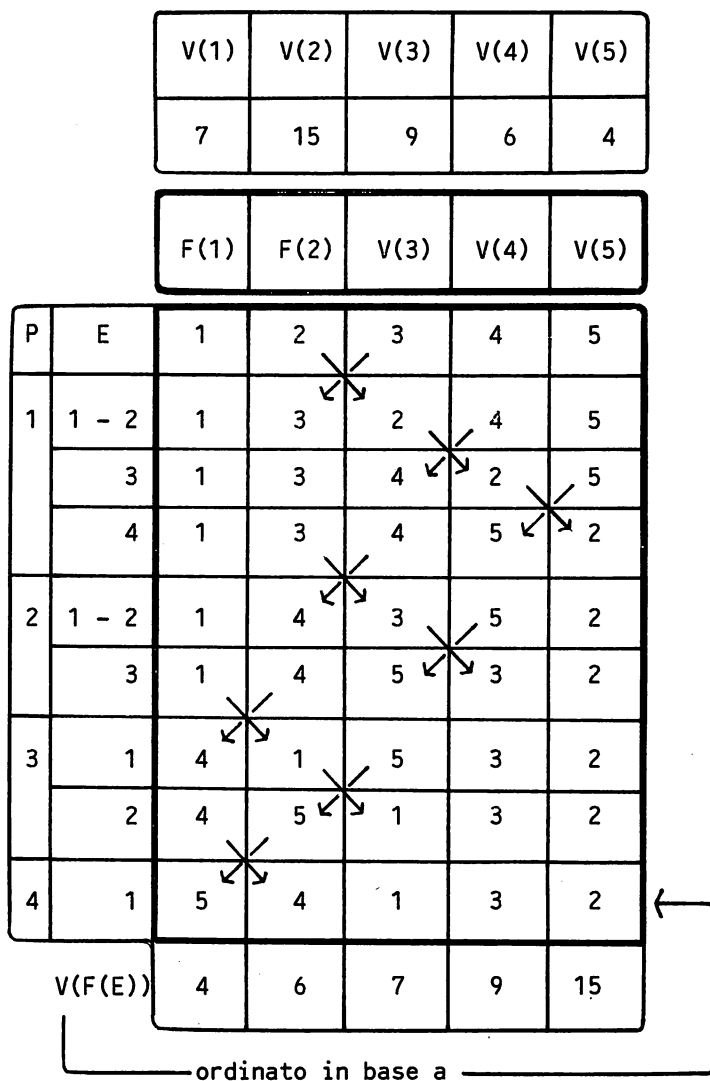 V(1) V(2) V(3) V(4) V(5)
7 15 9 6 4
F(1) F(2) V(3) V(4) V(5)
P E 1 2 3 4 5
1 1 - 2 1 3 2 4 5
3 1 3 4 2 5
4 1 3 4 5 2
2 1 - 2 1 4 3 5 2
3 1 4 5 3 2
3 1 4 1 5 3 2
2 4 5 1 3 2
4 1 5 4 1 3 2
V(F(E)) 4 6 7 9 15
ordinato in base a